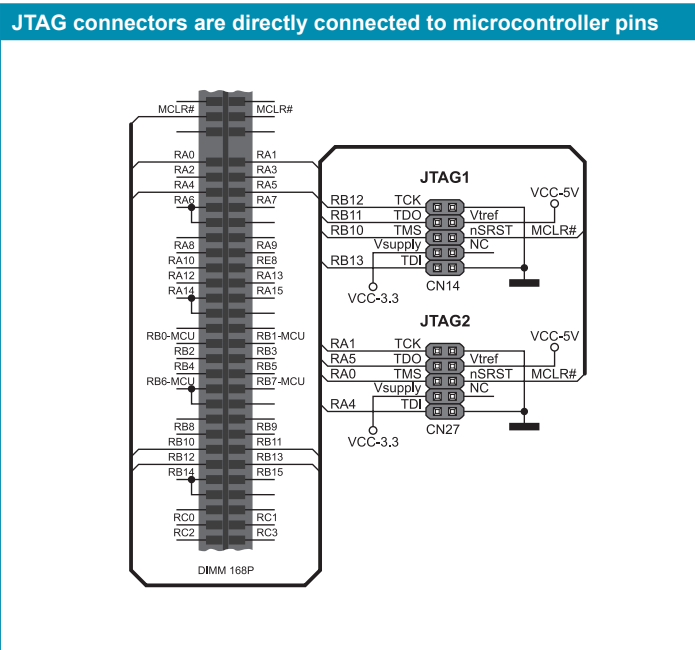 JTAG connectors are directly connected to microcontroller pins
MCLR# MCLR#
RA0 RA1
RA2 RA3
RA4 RA5
RA6 RA7
RA8 RA9
RA10 RE8
RA12 RA13
RA14 RA15
RB0-MCU RB1-MCU
RB2 RB3
RB4 RB5
RB6-MCU RB7-MCU
RB8 RB9
RB10 RB11
RB12 RB13
RB14 RB15
RC0 RC1
RC2 RC3
DIMM 168P
JTAG1
VCC-5V
RB12 TCK
RB11 TDO Vtref
RB10 TMS nSRST MCLR#
Vsupply NC
RB13 TDI
CN14
VCC-3.3
JTAG2
VCC-5V
RA1 TCK
RA5 TDO Vtref
RA0 TMS nSRST MCLR#
Vsupply NC
RA4 TDI
CN27
VCC-3.3